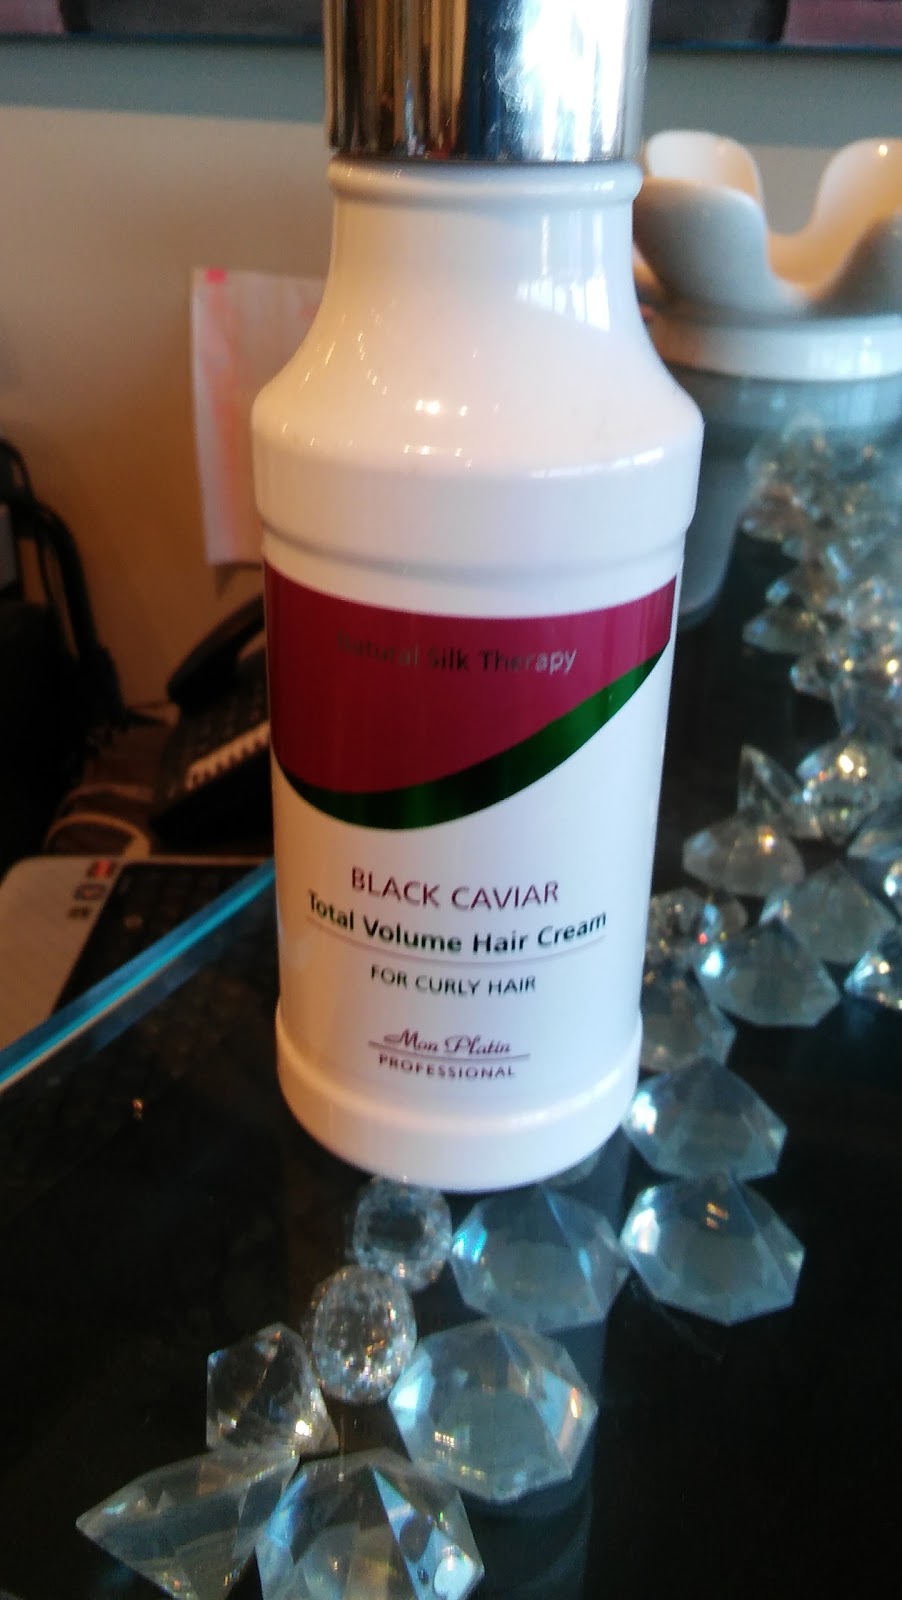 Natural Silk Therapy
BLACK CAVIAR
Total Volume Hair Cream
FOR CURLY HAIR
Mon Platin
PROFESSIONAL